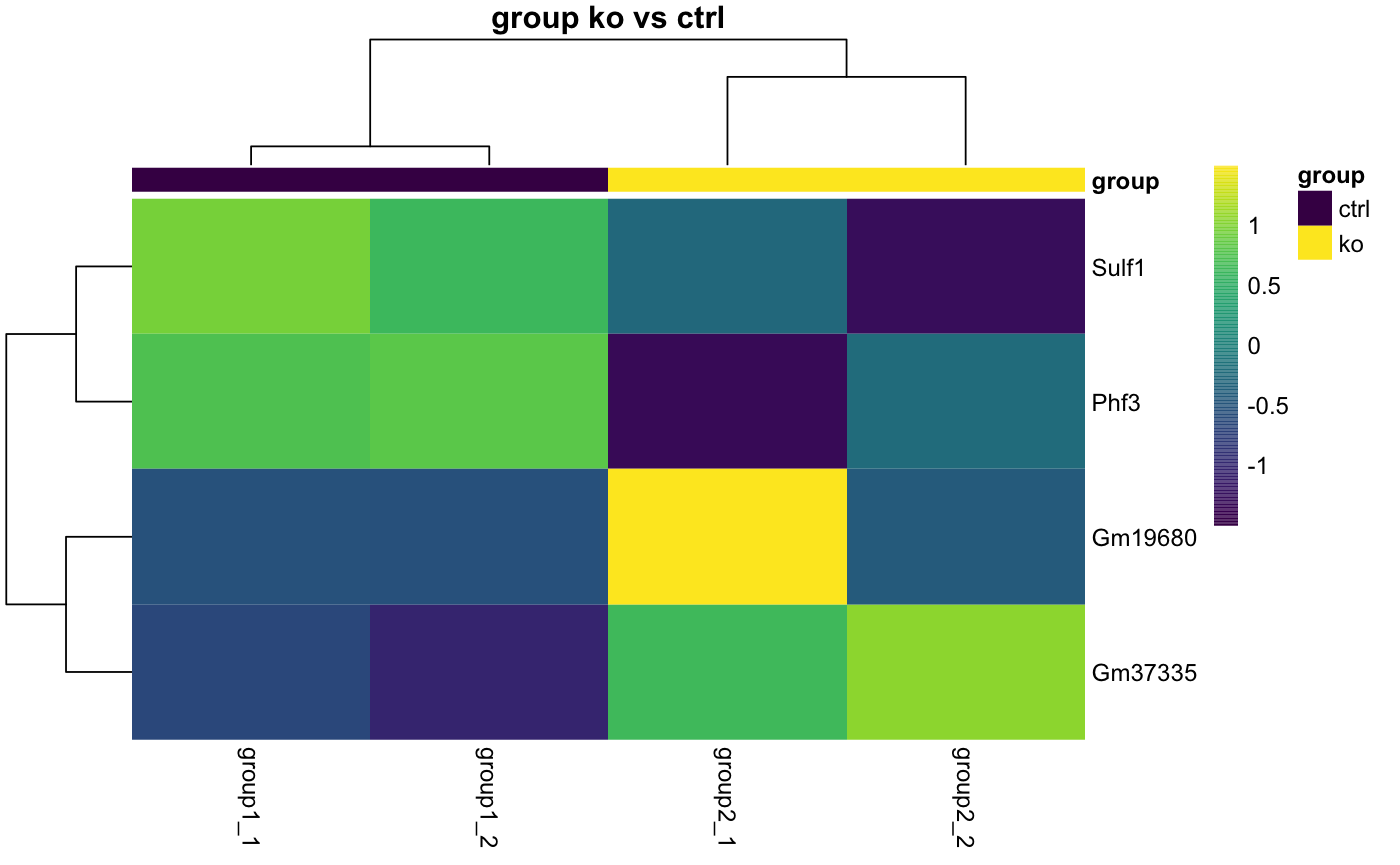 group ko vs ctrl
group
Sulf1
Phf3
Gm19680
Gm37335
group1_1
group1_2
group2_1
group2_2
1
0.5
0
-0.5
-1
group
ctrl
ko